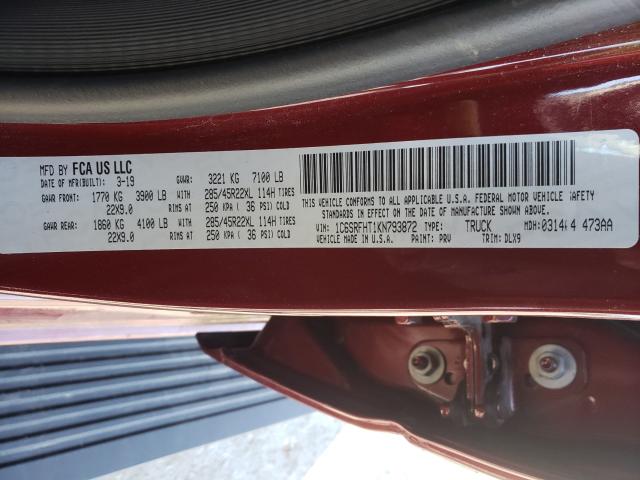 MFD BY FCA US LLC
DATE OF MFR(BUILT): 3-19 GVWR: 3221 KG 7100 LB
GAWR FRONT: 1770 KG 3900 LB WITH 285/45R22XL 114H TIRES
22X9.0 RIMS AT 250 KPA ( 36 PSI) COLD
GAWR REAR: 1860 KG 4100 LB WITH 285/45R22XL 114H TIRES
22X9.0 RIMS AT 250 KPA ( 36 PSI) COLD
THIS VEHICLE CONFORMS TO ALL APPLICABLE U.S.A. FEDERAL MOTOR VEHICLE SAFETY
STANDARDS IN EFFECT ON THE DATE OF MANUFACTURE SHOWN ABOVE.
VIN: 1C6SRFHT1KN793872 TYPE: TRUCK MDH: 031414 473AA
VEHICLE MADE IN U.S.A. PAINT: PRV TRIM: DLX9